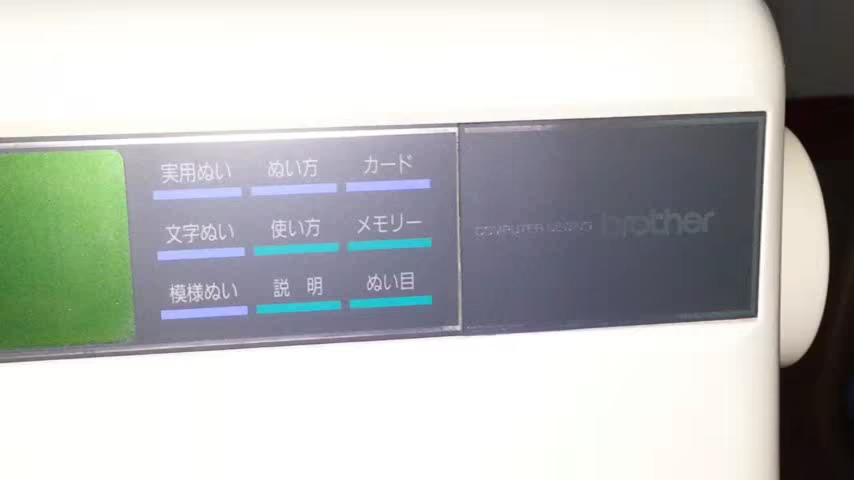 実用ぬい ぬい方 カード
文字ぬい 使い方 メモリー
模様ぬい 説 明 ぬい目
COMPUTER SEWING brother